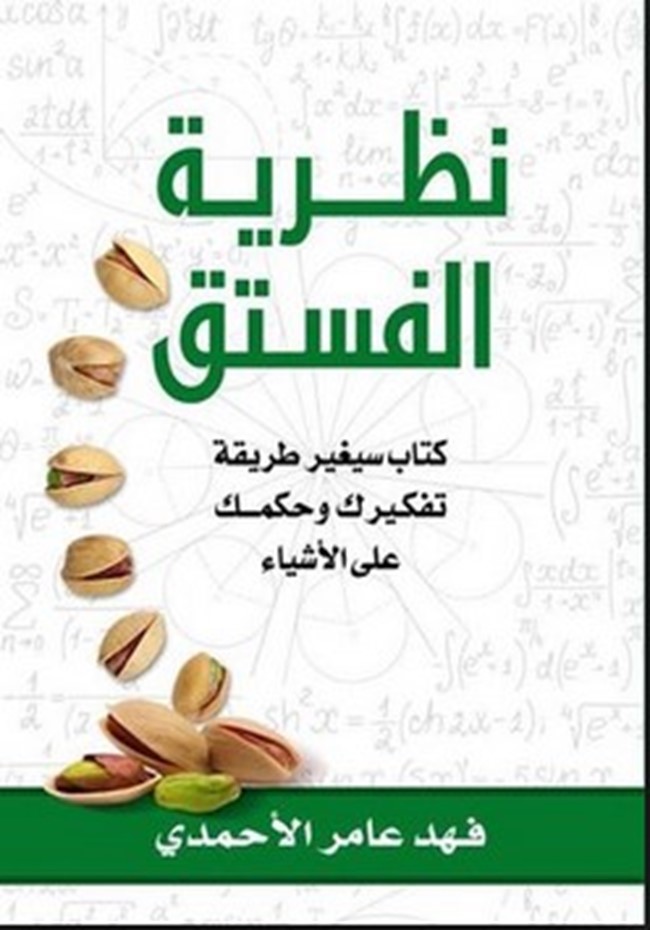 نظرية
الفستق
كتاب سيغير طريقة
تفكيرك وحكمك
على الأشياء
فهد عامر الأحمدي